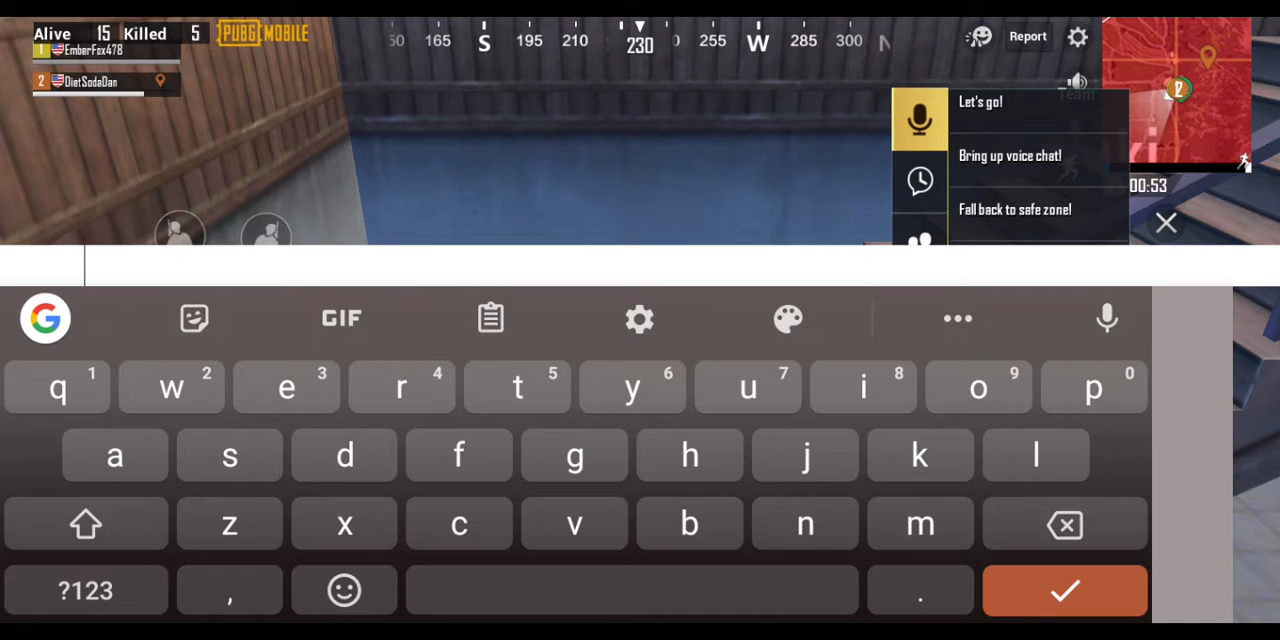 Alive 15 Killed 5 PUBG MOBILE
165 S 195 210 230 255 W 285 300 N
Report
1 EmberFox478
2 DietSodaDan
2
Team
Let's go!
Bring up voice chat!
Fall back to safe zone!
00:53
G GIF
q 1 w 2 e 3 r 4 t 5 y 6 u 7 i 8 o 9 p 0
a s d f g h j k l
z x c v b n m
?123 , .